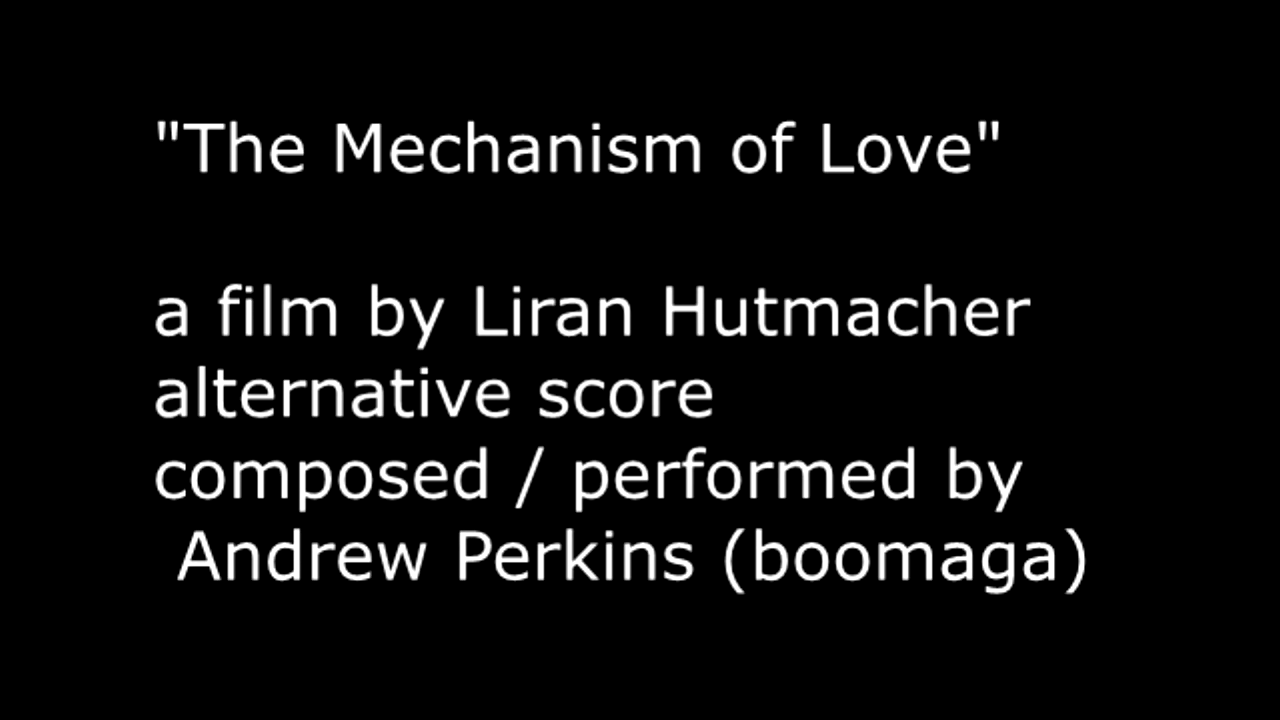 "The Mechanism of Love"
a film by Liran Hutmacher
alternative score
composed / performed by
Andrew Perkins (boomaga)